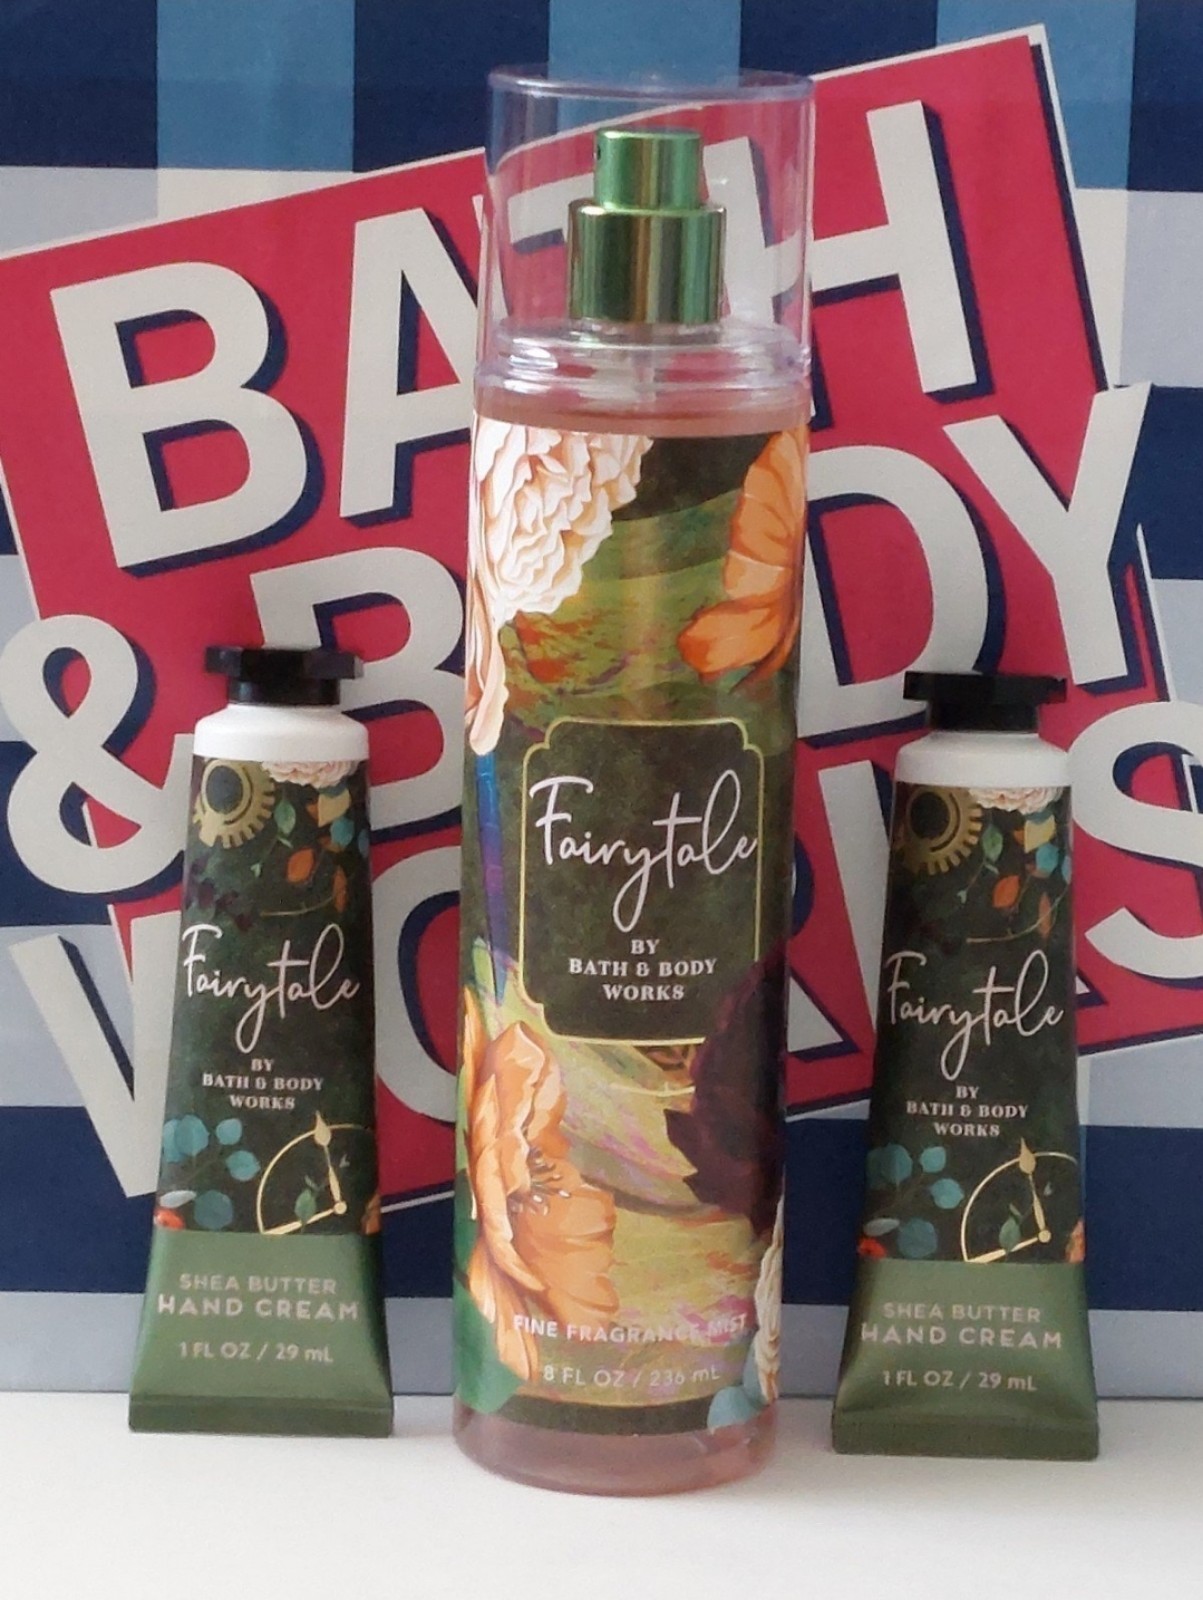 BATH
& BODY
WORKS
Fairytale
BY
BATH & BODY
WORKS
SHEA BUTTER
HAND CREAM
1 FL OZ / 29 mL
Fairytale
BY
BATH & BODY
WORKS
FINE FRAGRANCE MIST
8 FL OZ / 236 mL
Fairytale
BY
BATH & BODY
WORKS
SHEA BUTTER
HAND CREAM
1 FL OZ / 29 mL